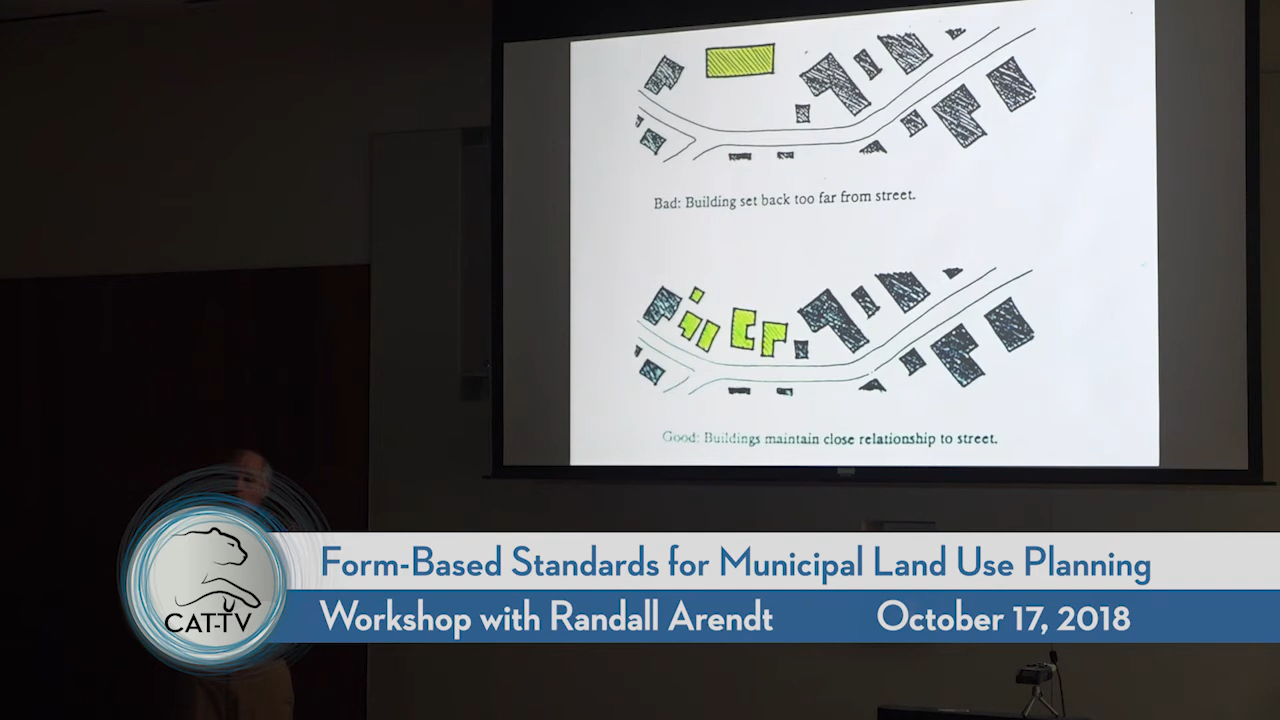 Bad: Building set back too far from street.
Good: Buildings maintain close relationship to street.
Form-Based Standards for Municipal Land Use Planning
Workshop with Randall Arendt October 17, 2018
CAT-TV